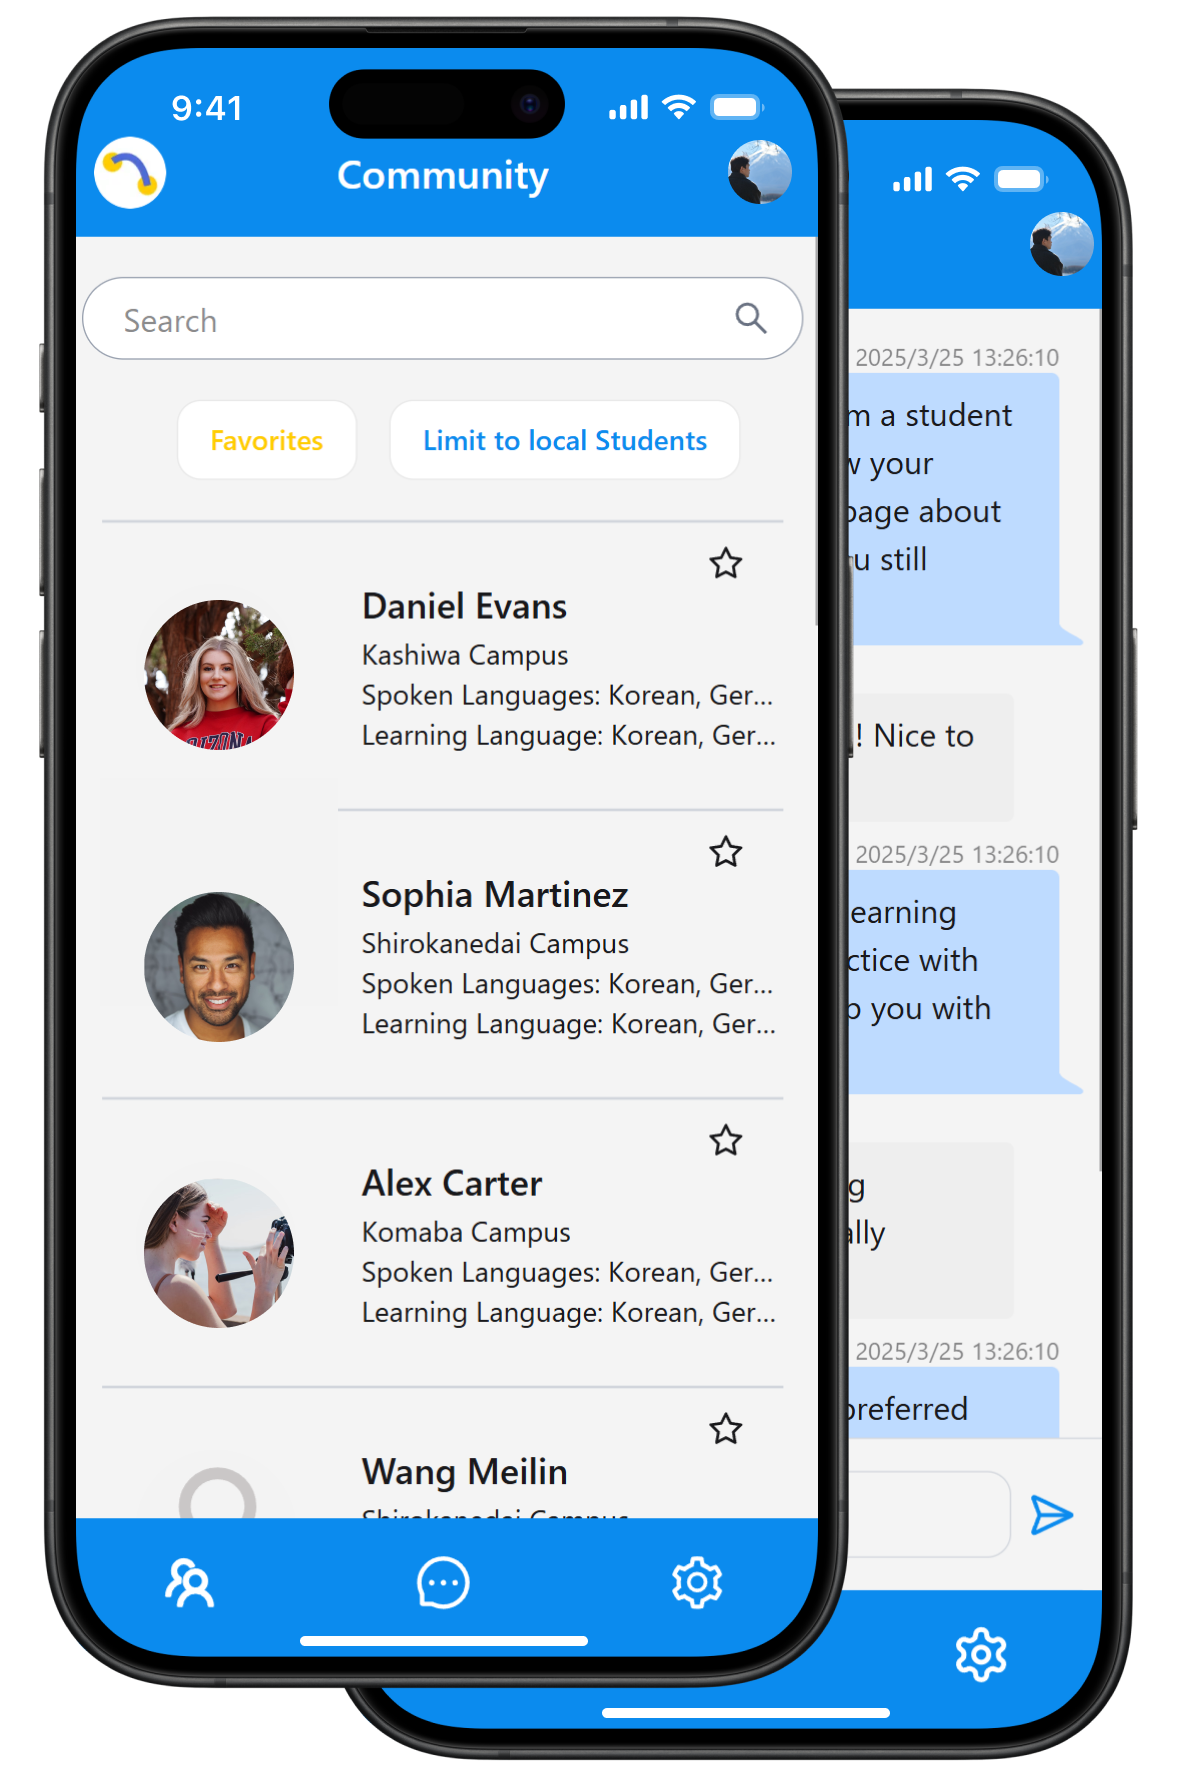 9:41
Community
Search
Favorites
Limit to local Students
Daniel Evans
Kashiwa Campus
Spoken Languages: Korean, Ger...
Learning Language: Korean, Ger...
Sophia Martinez
Shirokanedai Campus
Spoken Languages: Korean, Ger...
Learning Language: Korean, Ger...
Alex Carter
Komaba Campus
Spoken Languages: Korean, Ger...
Learning Language: Korean, Ger...
Wang Meilin
Shirokanedai Campus
2025/3/25 13:26:10
m a student
your
page about
u still
! Nice to
2025/3/25 13:26:10
earning
ctice with
you with
g
ally
2025/3/25 13:26:10
preferred